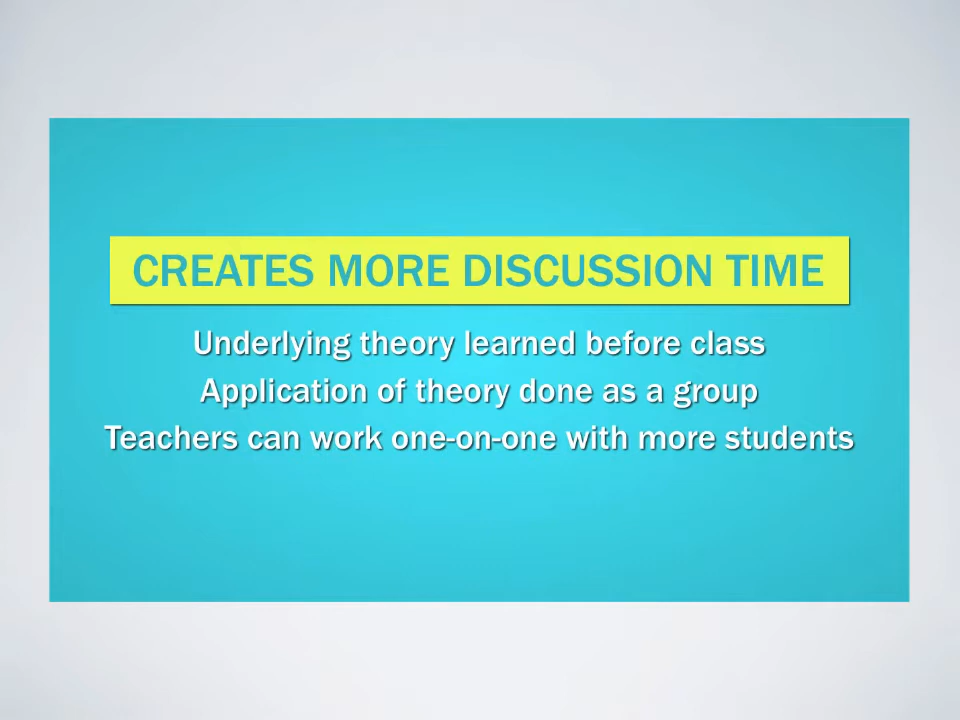 CREATES MORE DISCUSSION TIME
Underlying theory learned before class
Application of theory done as a group
Teachers can work one-on-one with more students